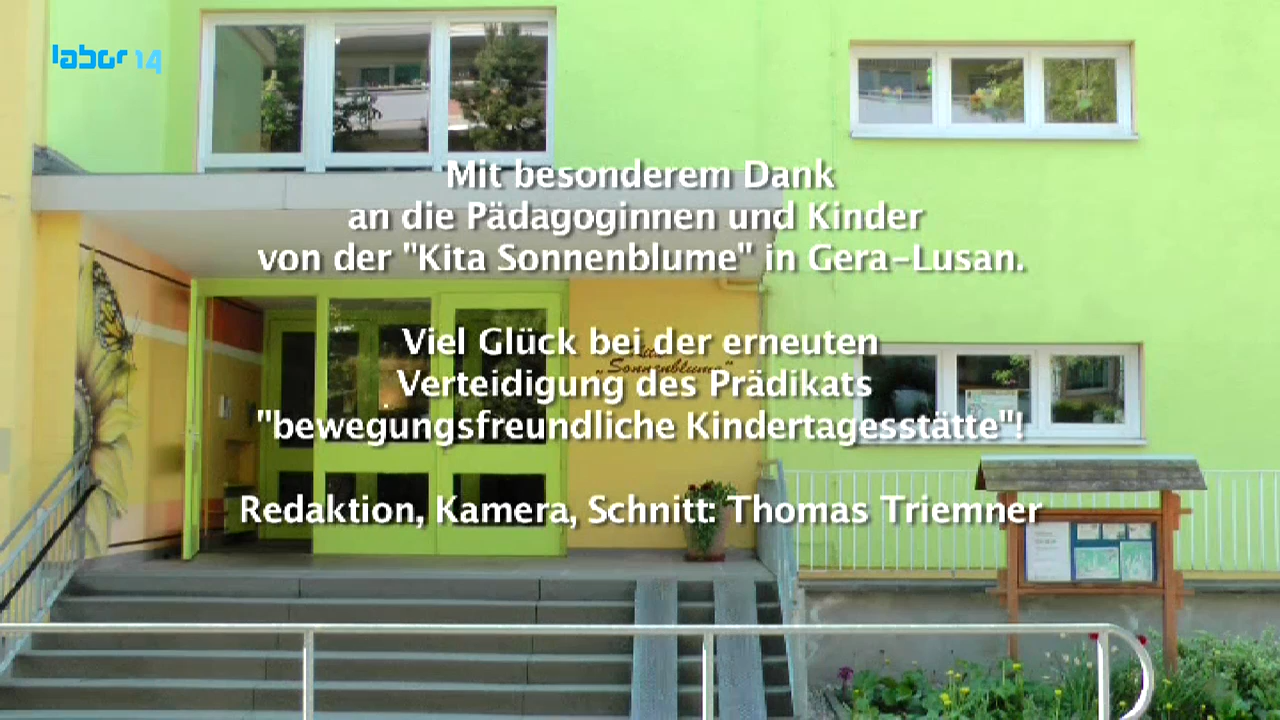 labor 14
Mit besonderem Dank
an die Pädagoginnen und Kinder
von der "Kita Sonnenblume" in Gera-Lusan.
Viel Glück bei der erneuten
Verteidigung des Prädikats
"bewegungsfreundliche Kindertagesstätte"!
Redaktion, Kamera, Schnitt: Thomas Triemner
"Sonnenblume"